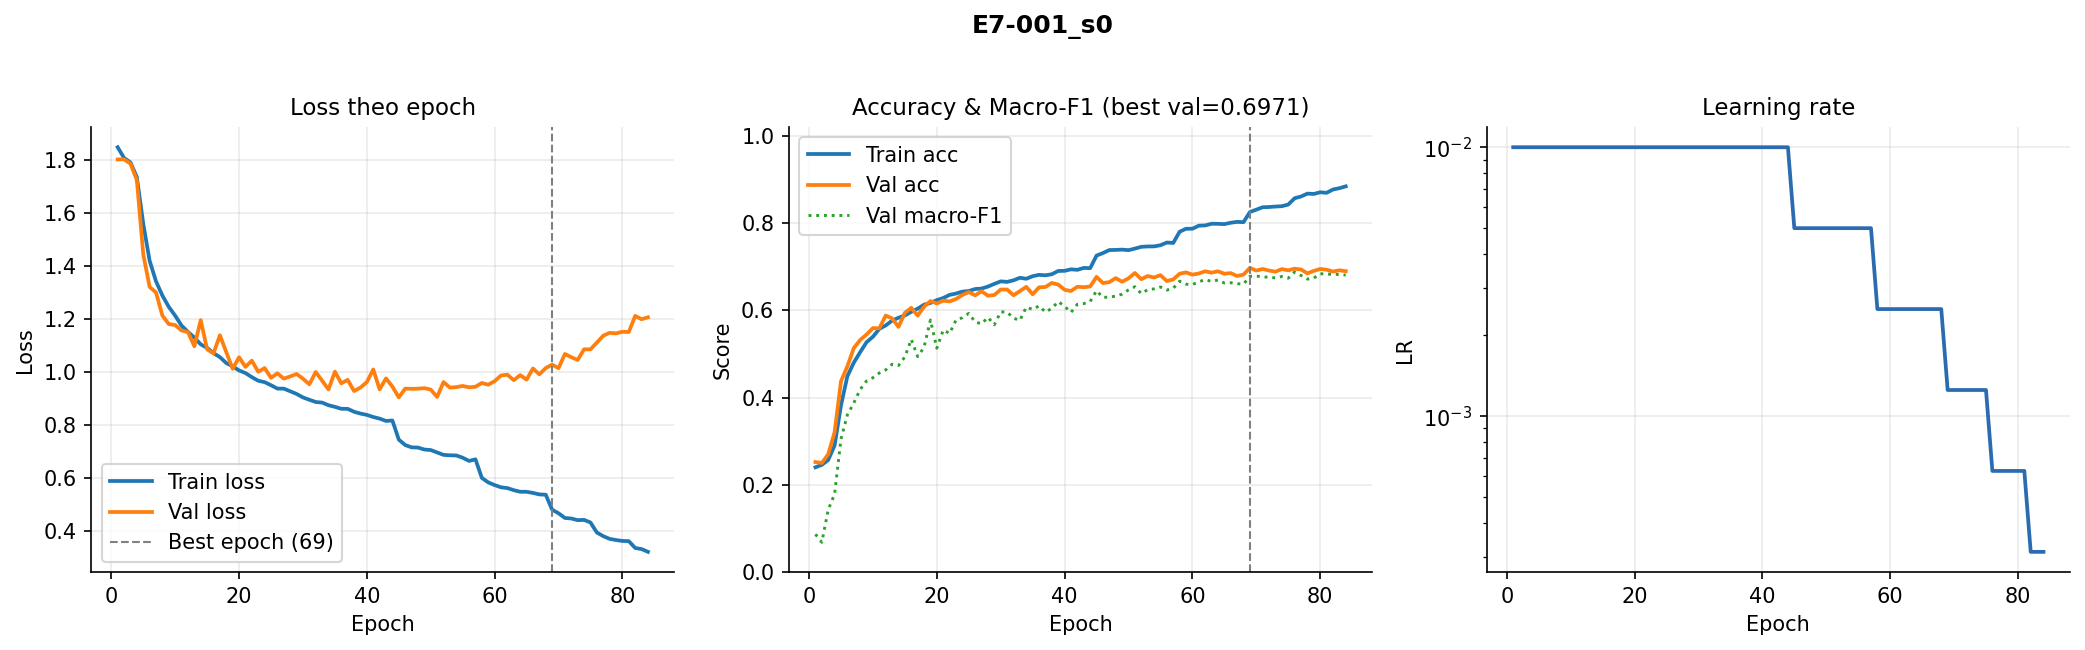 E7-001_s0
Loss theo epoch
Loss
1.8
1.6
1.4
1.2
1.0
0.8
0.6
0.4
Train loss
Val loss
Best epoch (69)
0 20 40 60 80
Epoch
Accuracy & Macro-F1 (best val=0.6971)
Score
1.0
0.8
0.6
0.4
0.2
0.0
Train acc
Val acc
Val macro-F1
0 20 40 60 80
Epoch
Learning rate
LR
10⁻²
10⁻³
0 20 40 60 80
Epoch